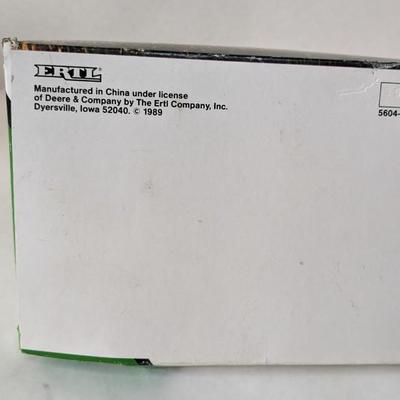 ERTL
Manufactured in China under license
of Deere & Company by The Ertl Company, Inc.
Dyersville, Iowa 52040. © 1989
5604-